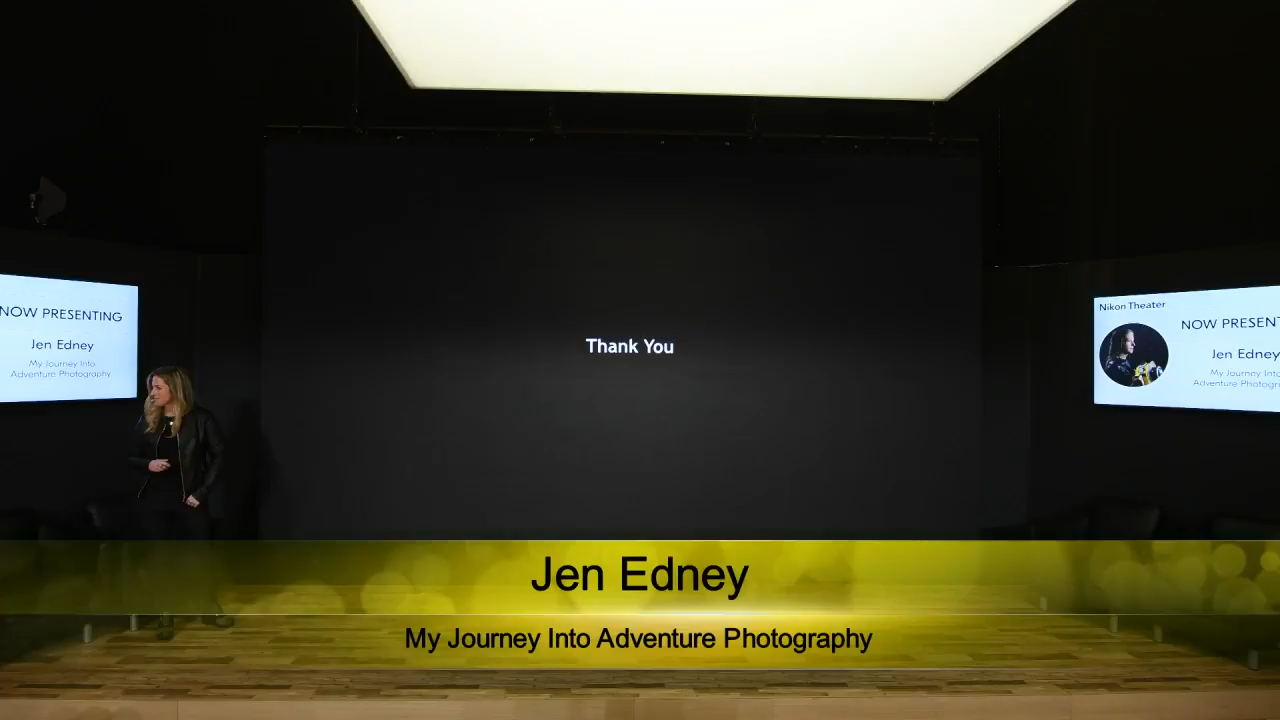 Thank You
NOW PRESENTING
Jen Edney
My Journey Into
Adventure Photography
Nikon Theater
NOW PRESENT
Jen Edney
My Journey Into
Adventure Photogr
Jen Edney
My Journey Into Adventure Photography